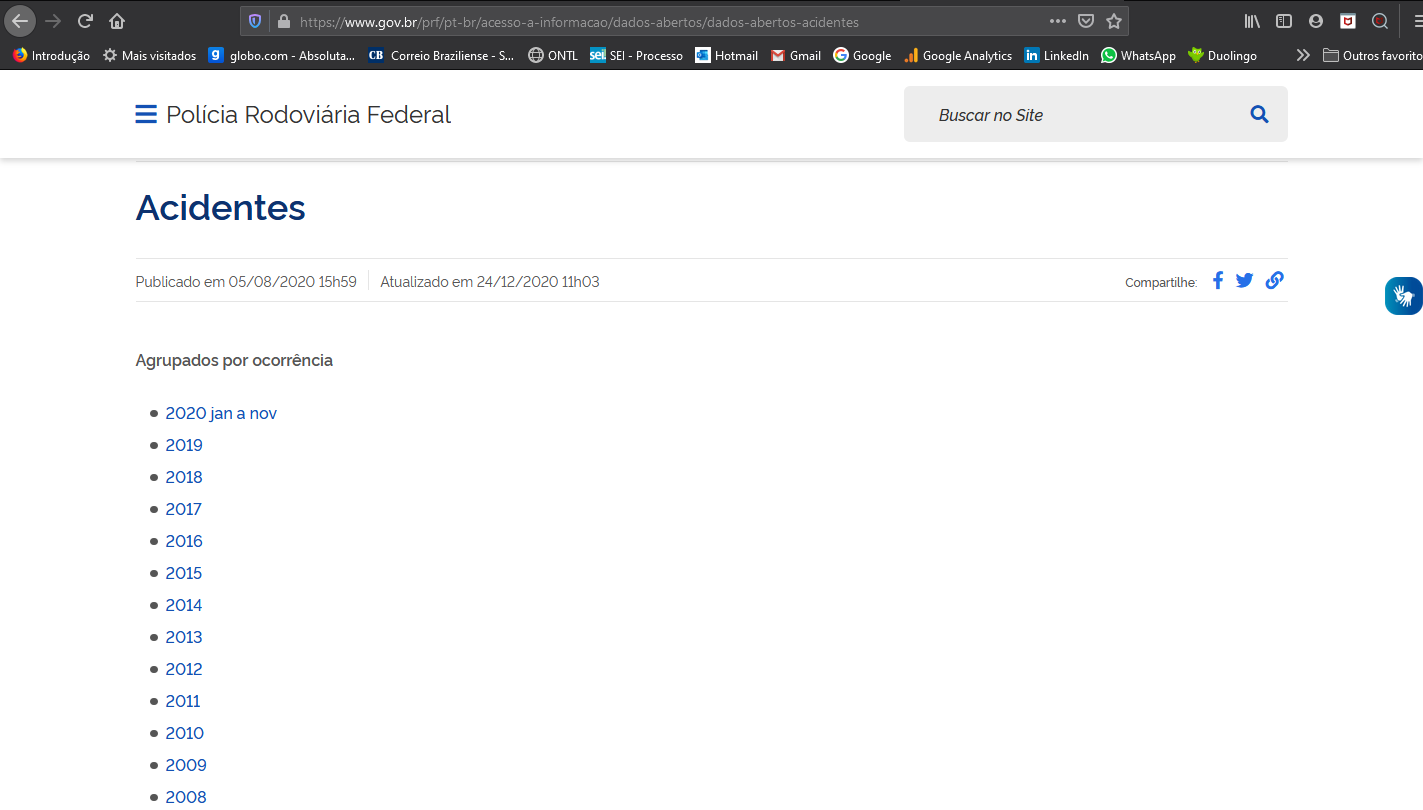 https://www.gov.br/prf/pt-br/acesso-a-informacao/dados-abertos/dados-abertos-acidentes
Introdução Mais visitados globo.com - Absoluta... CB Correio Braziliense - S... ONTL sei SEI - Processo Hotmail Gmail Google Google Analytics LinkedIn WhatsApp Duolingo Outros favorito
Polícia Rodoviária Federal Buscar no Site
Acidentes
Publicado em 05/08/2020 15h59 Atualizado em 24/12/2020 11h03 Compartilhe:
Agrupados por ocorrência
2020 jan a nov
2019
2018
2017
2016
2015
2014
2013
2012
2011
2010
2009
2008